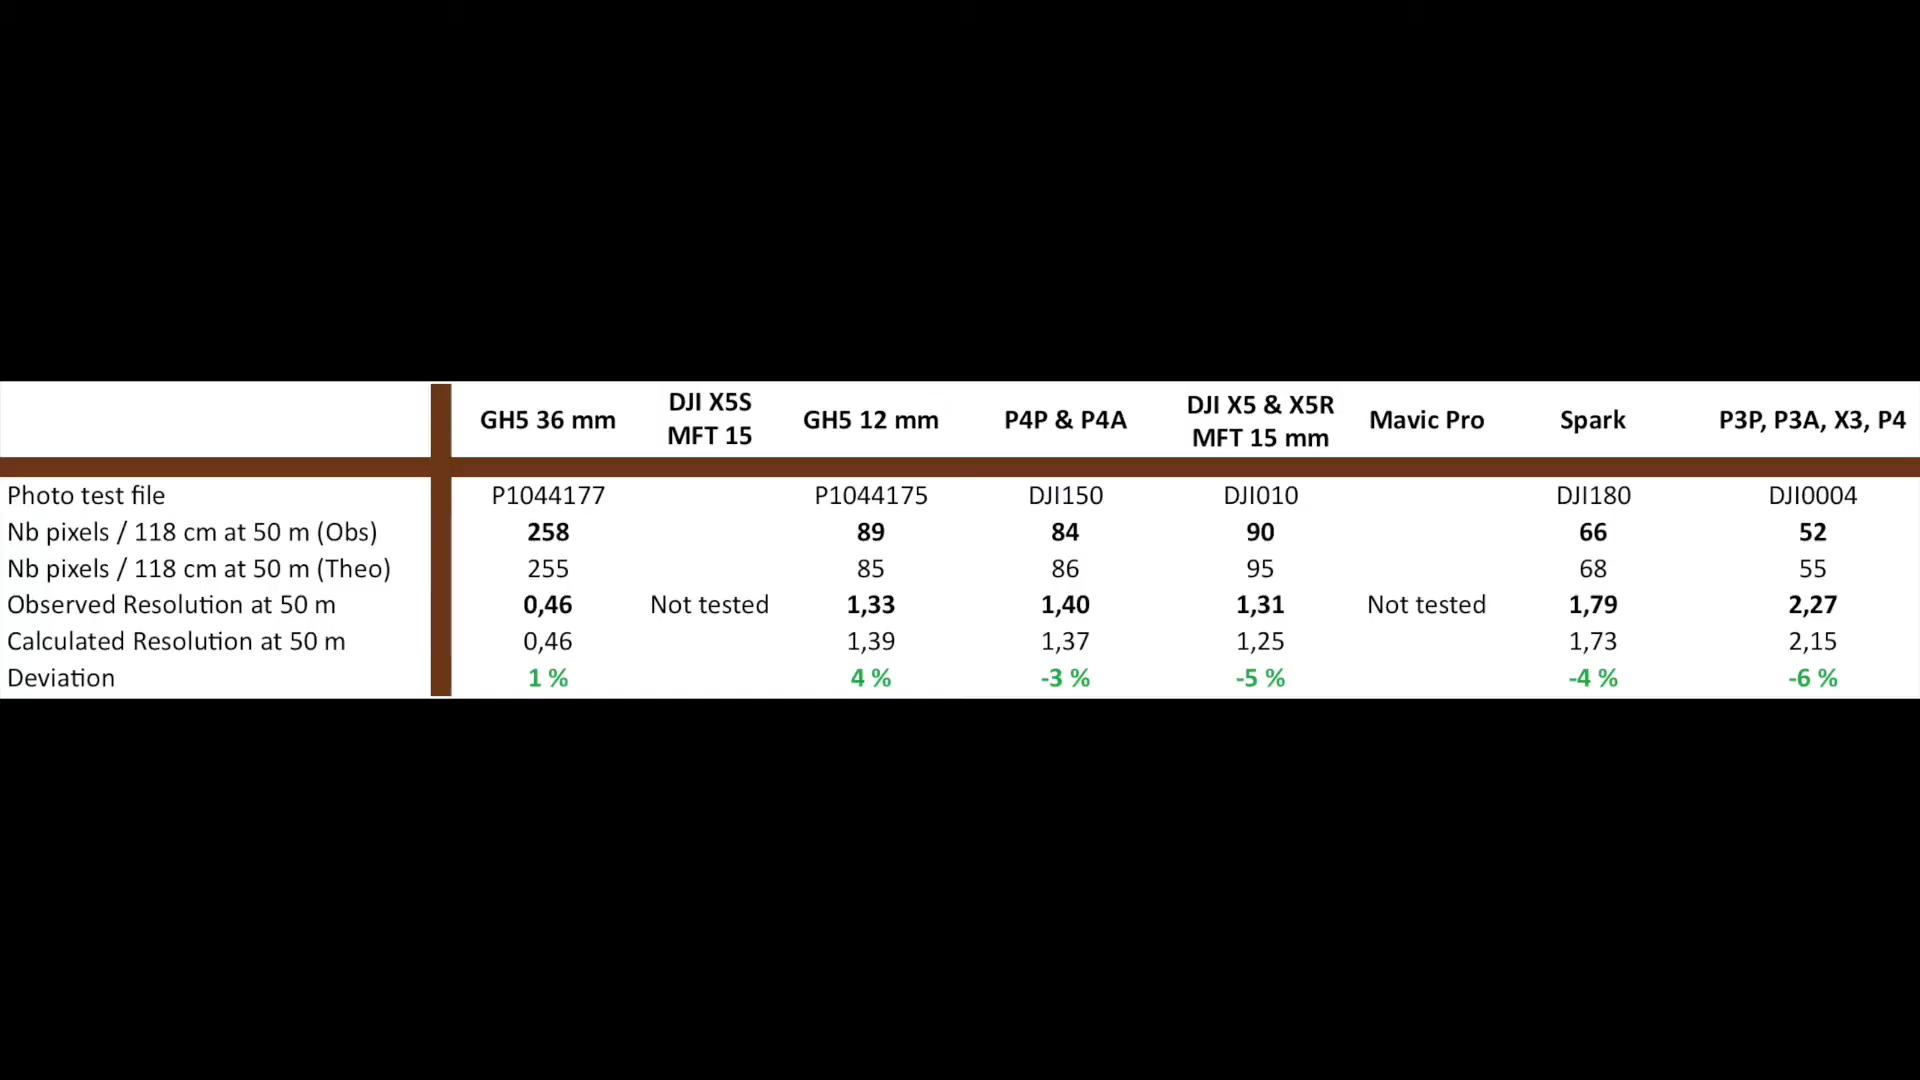 GH5 36 mm DJI X5S MFT 15 GH5 12 mm P4P & P4A DJI X5 & X5R MFT 15 mm Mavic Pro Spark P3P, P3A, X3, P4
Photo test file P1044177 P1044175 DJI150 DJI010 DJI180 DJI0004
Nb pixels / 118 cm at 50 m (Obs) 258 89 84 90 66 52
Nb pixels / 118 cm at 50 m (Theo) 255 85 86 95 68 55
Observed Resolution at 50 m 0,46 Not tested 1,33 1,40 1,31 Not tested 1,79 2,27
Calculated Resolution at 50 m 0,46 1,39 1,37 1,25 1,73 2,15
Deviation 1 % 4 % -3 % -5 % -4 % -6 %